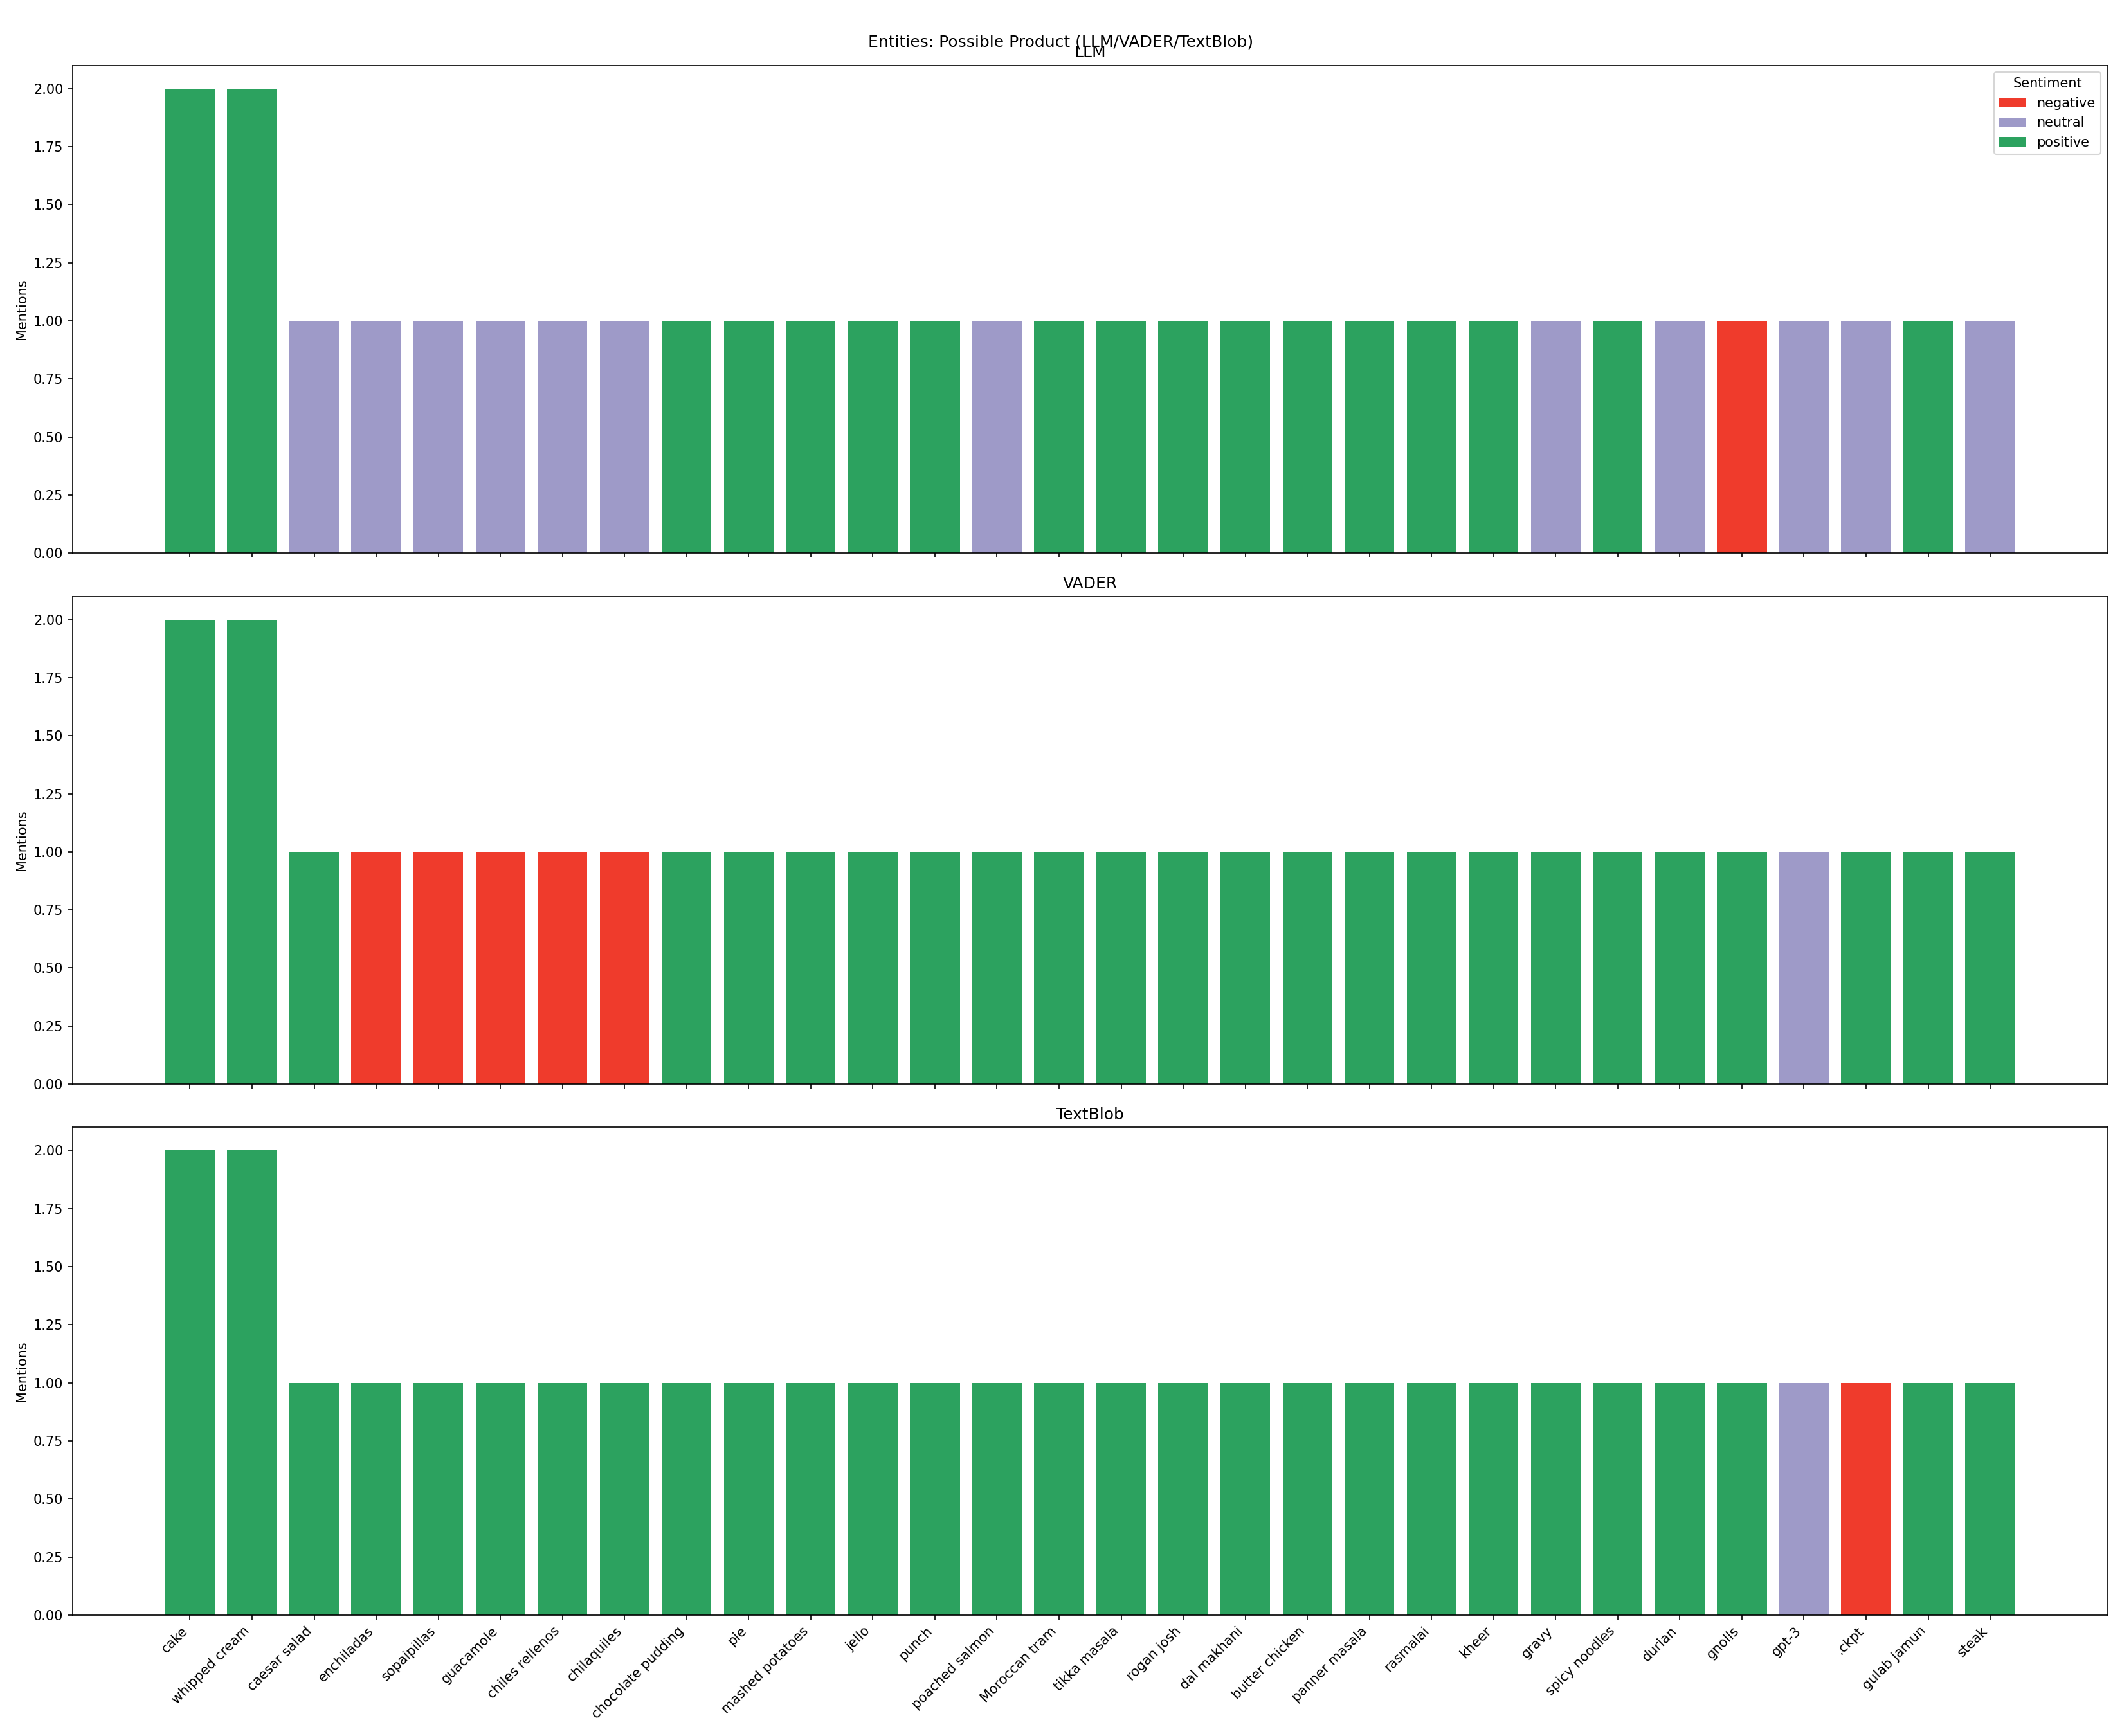 Entities: Possible Product (LLM/VADER/TextBlob)
LLM
Mentions
2.00
1.75
1.50
1.25
1.00
0.75
0.50
0.25
0.00
Sentiment
negative
neutral
positive
VADER
Mentions
2.00
1.75
1.50
1.25
1.00
0.75
0.50
0.25
0.00
TextBlob
Mentions
2.00
1.75
1.50
1.25
1.00
0.75
0.50
0.25
0.00
cake
whipped cream
caesar salad
enchiladas
sopaipillas
guacamole
chiles rellenos
chilaquiles
chocolate pudding
pie
mashed potatoes
jello
punch
poached salmon
Moroccan tram
tikka masala
rogan josh
dal makhani
butter chicken
panner masala
rasmalai
kheer
gravy
spicy noodles
durian
gnolls
gpt-3
.ckpt
gulab jamun
steak